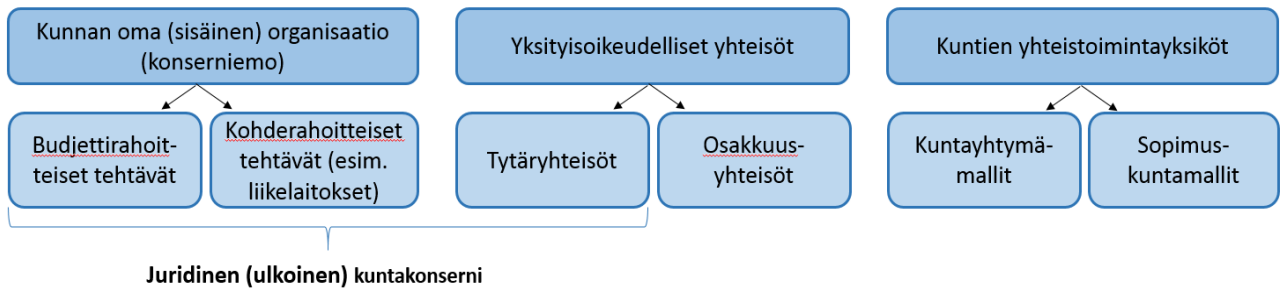 Kunnan oma (sisäinen) organisaatio
(konserniemo)
Yksityisoikeudelliset yhteisöt
Kuntien yhteistoimintayksiköt
Budjettirahoit-
teiset tehtävät
Kohderahoitteiset
tehtävät (esim.
liikelaitokset)
Tytäryhteisöt
Osakkuus-
yhteisöt
Kuntayhtymä-
mallit
Sopimus-
kuntamallit
Juridinen (ulkoinen) kuntakonserni